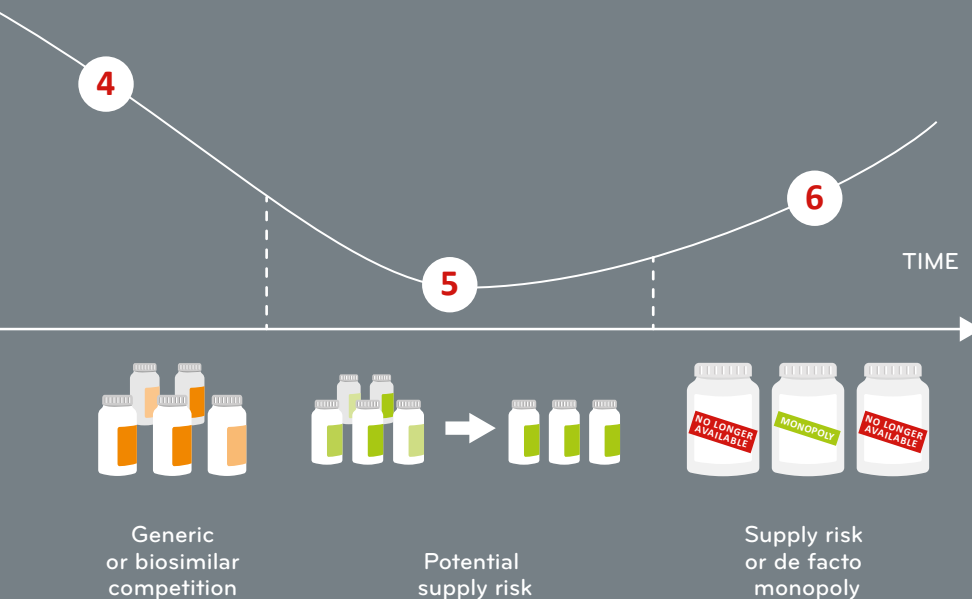 4
5
6
TIME
NO LONGER
AVAILABLE
MONOPOLY
NO LONGER
AVAILABLE
Generic
or biosimilar
competition
Potential
supply risk
Supply risk
or de facto
monopoly